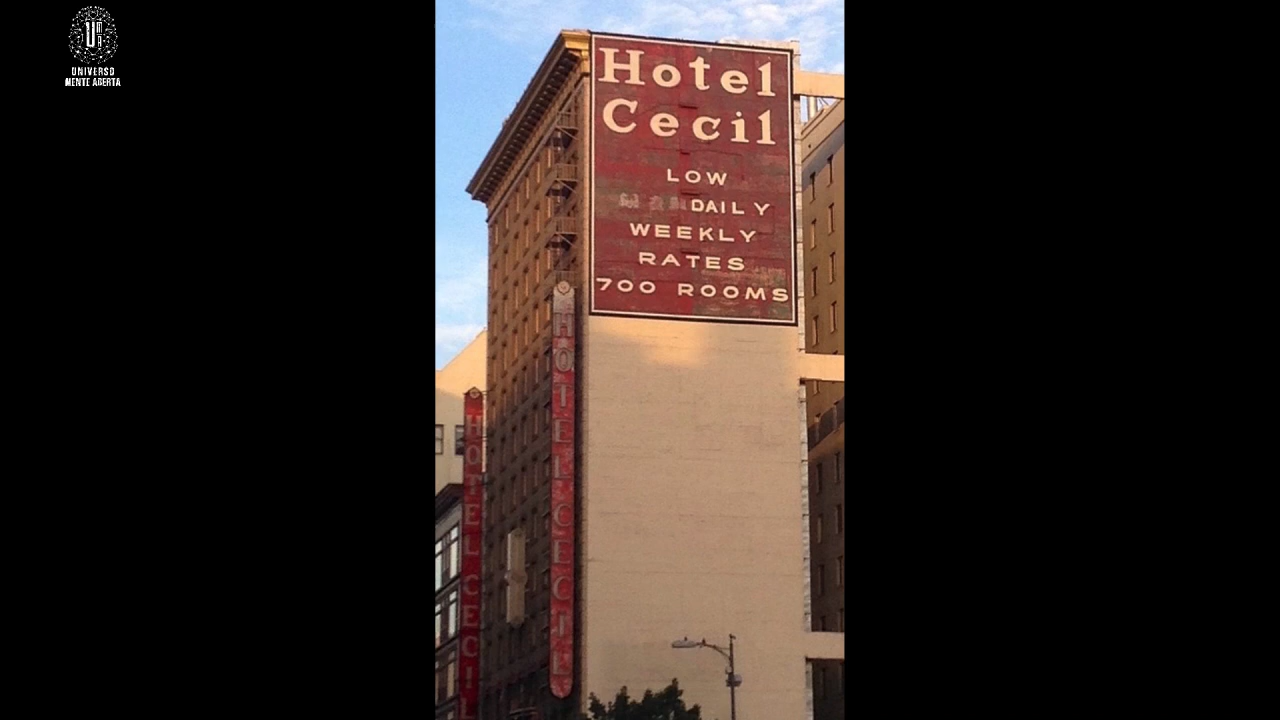 UNIVERSO
MENTE ABERTA
Hotel
Cecil
LOW
DAILY
WEEKLY
RATES
700 ROOMS
HOTEL CECIL
HOTEL CECIL